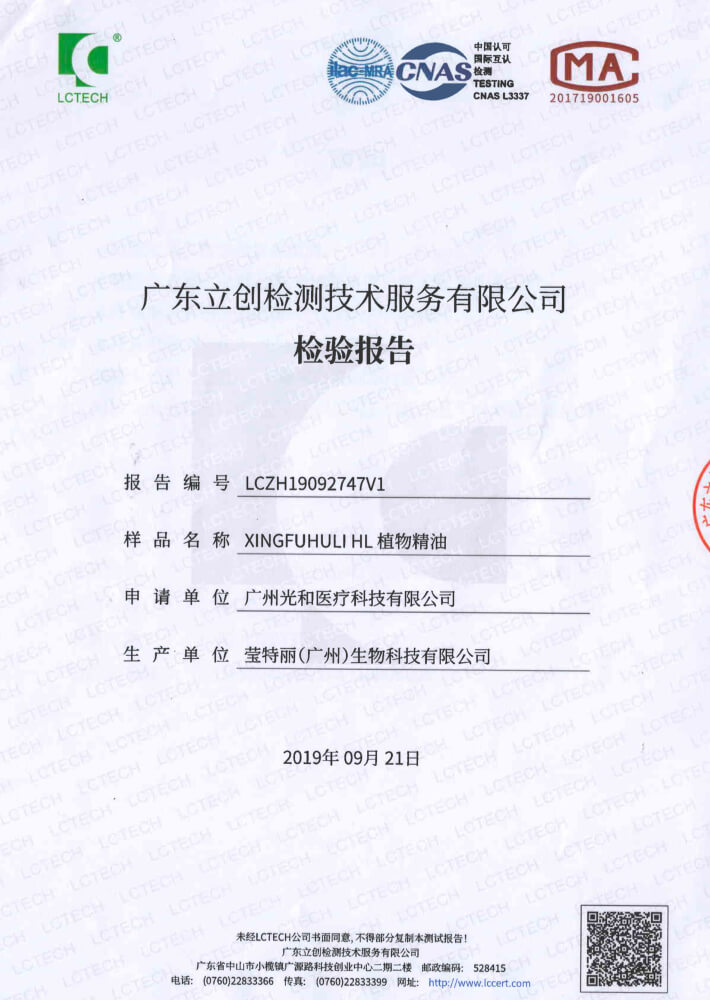 LCTECH
®
ilac-MRA
CNAS
中国认可
国际互认
检测
TESTING
CNAS L3337
MA
201719001605
广东立创检测技术服务有限公司
检验报告
报告编号 LCZH19092747V1
样品名称 XINGFUHULI HL 植物精油
申请单位 广州光和医疗科技有限公司
生产单位 莹特丽(广州)生物科技有限公司
2019年 09月 21日
未经LCTECH公司书面同意,不得部分复制本测试报告!
广东立创检测技术服务有限公司
广东省中山市小榄镇广源路科技创业中心二期二楼 邮政编码: 528415
电话: (0760)22833366 传真: (0760)22833399 网址: http://www.lccert.com